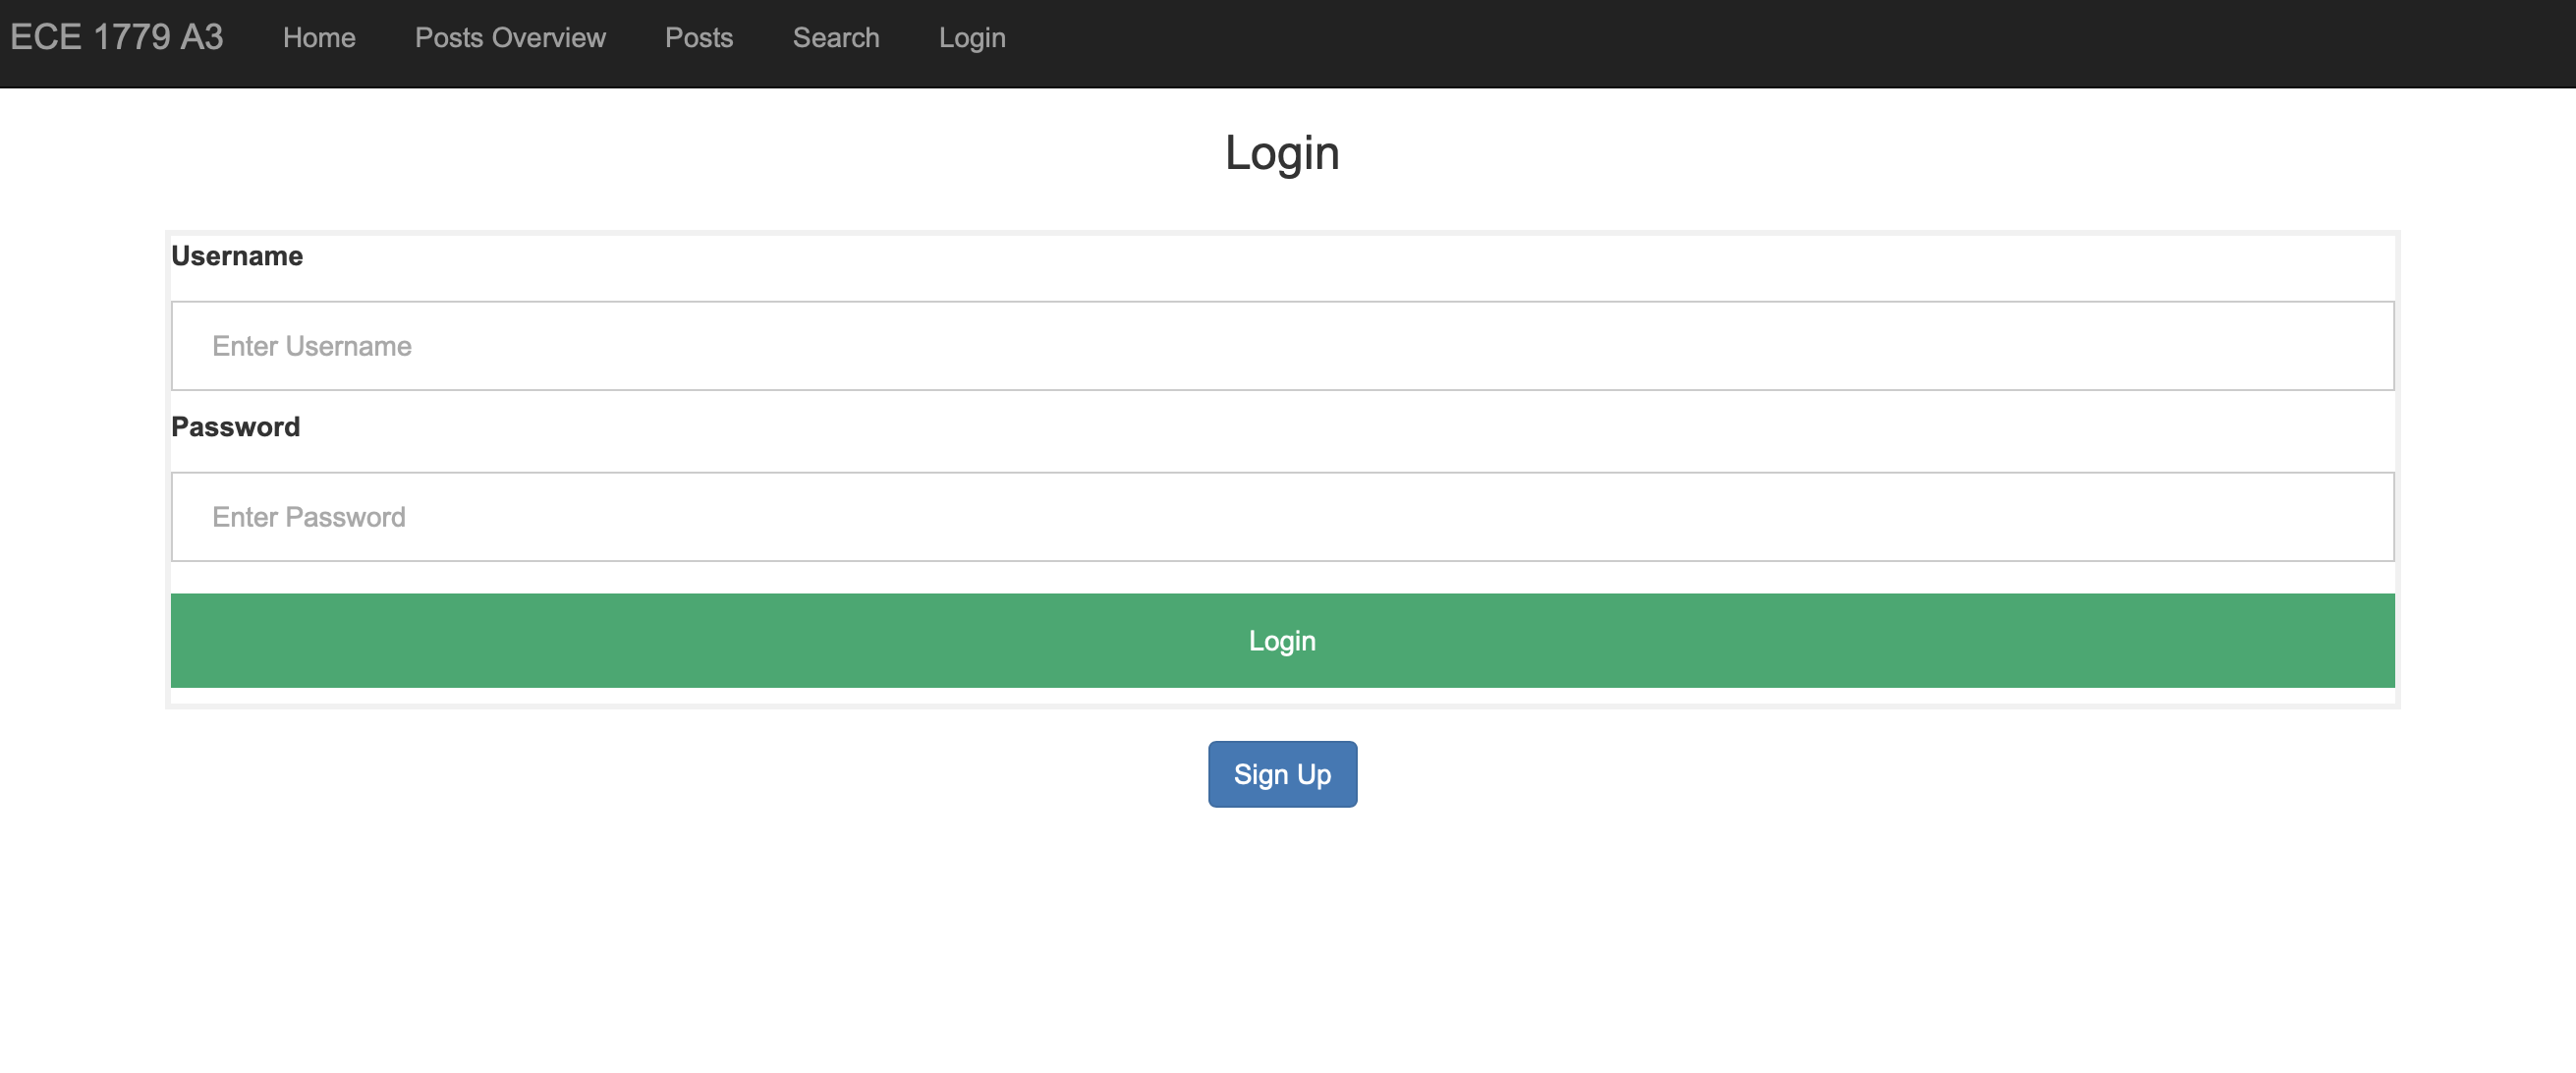 ECE 1779 A3 Home Posts Overview Posts Search Login
Login
Username
Enter Username
Password
Enter Password
Login
Sign Up